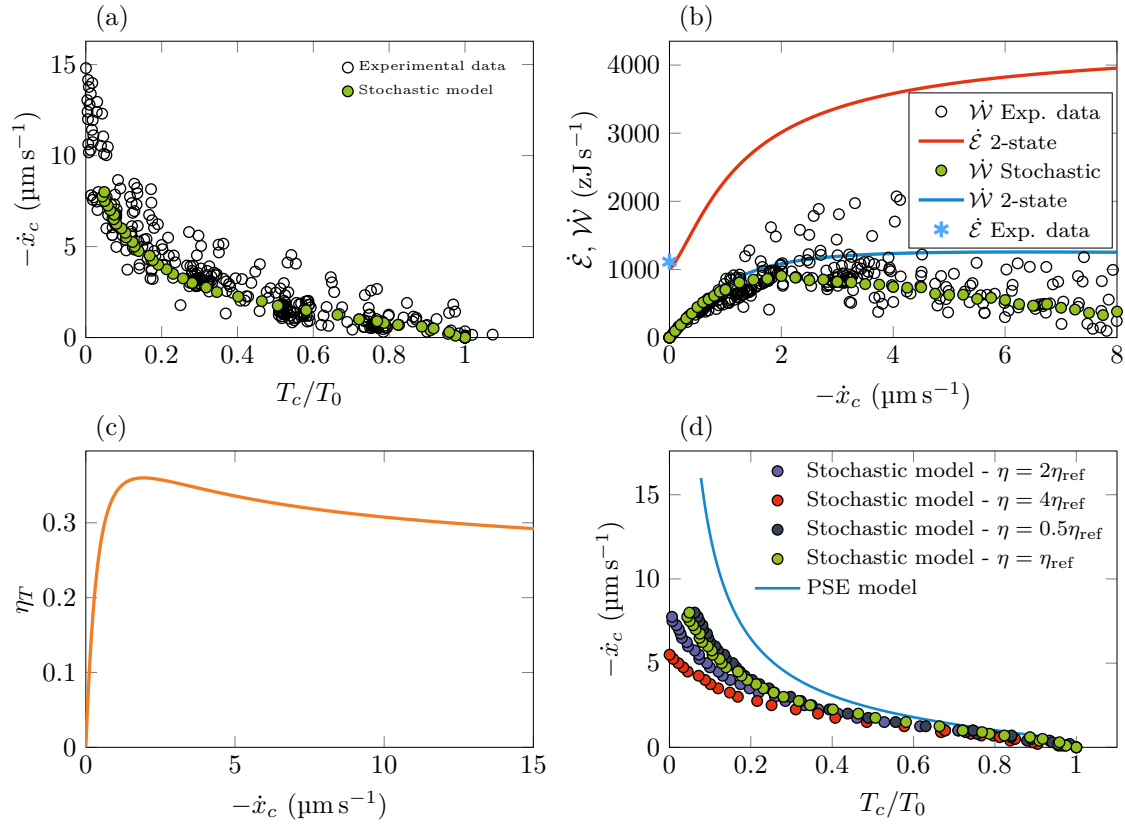 (a)
−ẋ_c (µm s⁻¹)
15
10
5
0
Experimental data
Stochastic model
0 0.2 0.4 0.6 0.8 1
T_c/T_0
(b)
Ė, Ẇ (zJ s⁻¹)
4000
3000
2000
1000
0
Ẇ Exp. data
Ė 2-state
Ẇ Stochastic
Ẇ 2-state
Ė Exp. data
0 2 4 6 8
−ẋ_c (µm s⁻¹)
(c)
η_T
0.3
0.2
0.1
0
0 5 10 15
−ẋ_c (µm s⁻¹)
(d)
−ẋ_c (µm s⁻¹)
15
10
5
0
Stochastic model - η = 2η_ref
Stochastic model - η = 4η_ref
Stochastic model - η = 0.5η_ref
Stochastic model - η = η_ref
PSE model
0 0.2 0.4 0.6 0.8 1
T_c/T_0